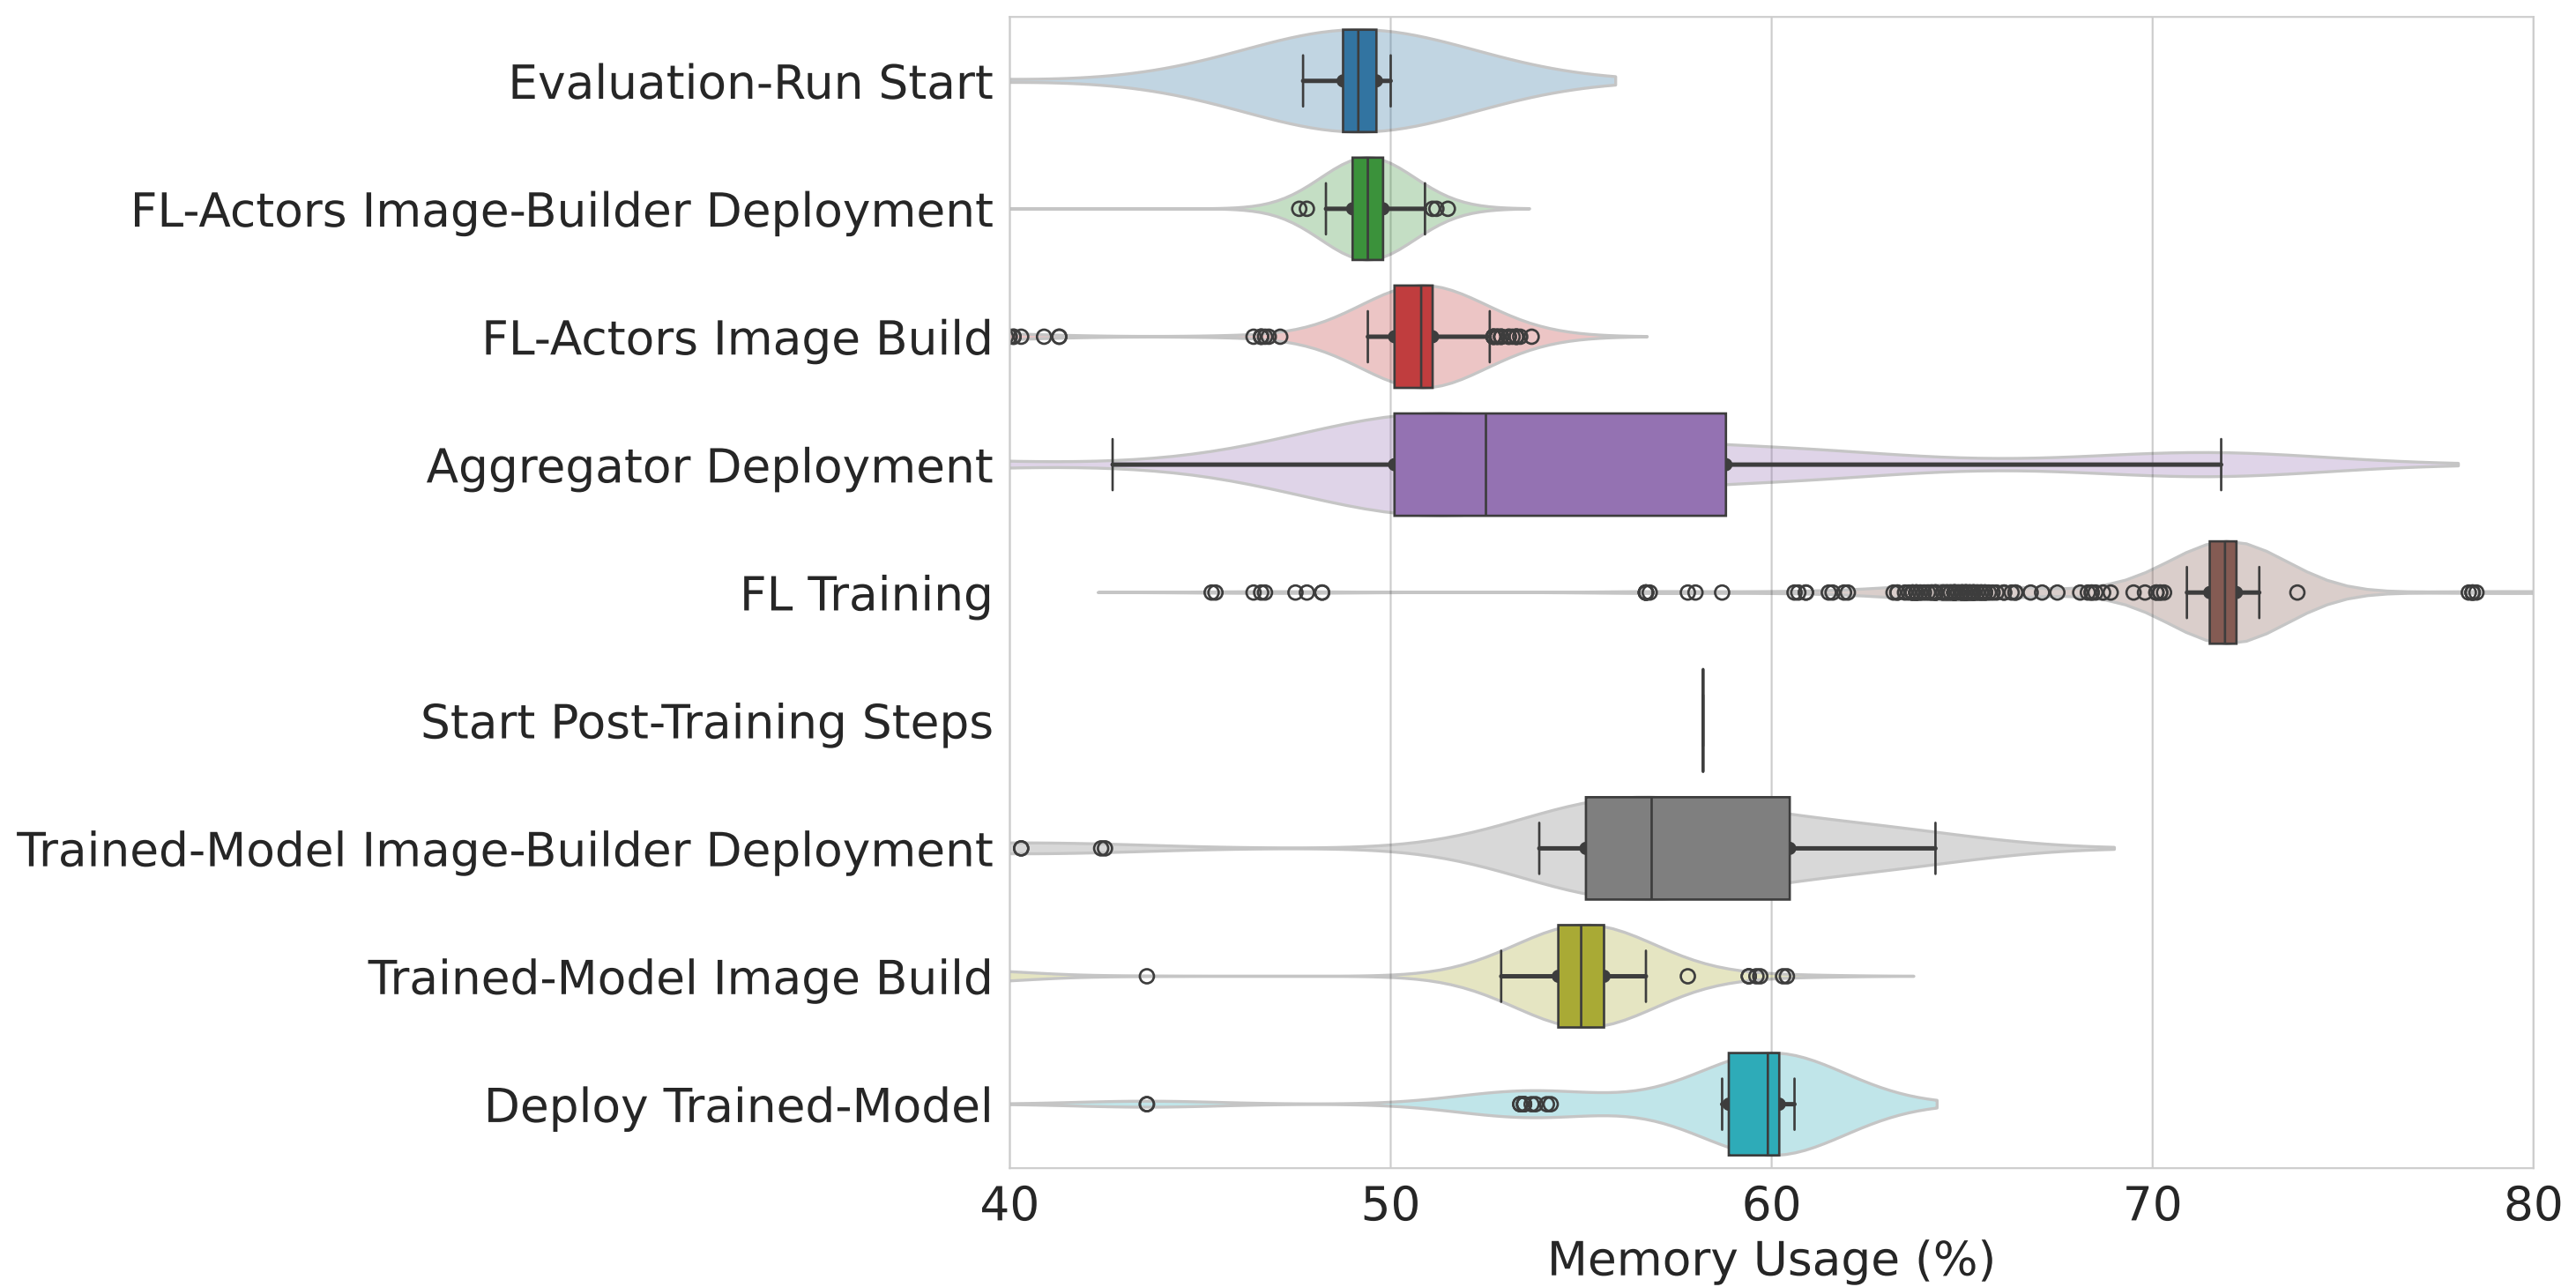 Evaluation-Run Start
FL-Actors Image-Builder Deployment
FL-Actors Image Build
Aggregator Deployment
FL Training
Start Post-Training Steps
Trained-Model Image-Builder Deployment
Trained-Model Image Build
Deploy Trained-Model
40 50 60 70 80
Memory Usage (%)